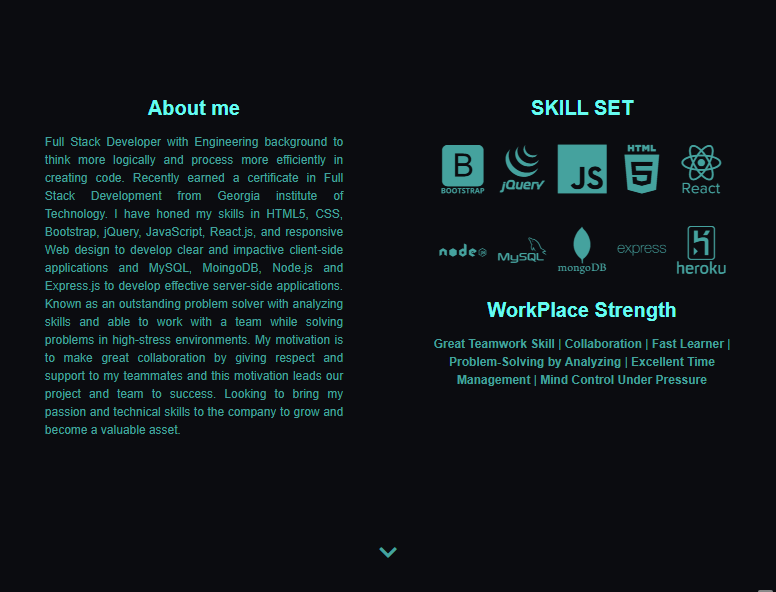 About me
Full Stack Developer with Engineering background to
think more logically and process more efficiently in
creating code. Recently earned a certificate in Full
Stack Development from Georgia institute of
Technology. I have honed my skills in HTML5, CSS,
Bootstrap, jQuery, JavaScript, React.js, and responsive
Web design to develop clear and impactive client-side
applications and MySQL, MoingoDB, Node.js and
Express.js to develop effective server-side applications.
Known as an outstanding problem solver with analyzing
skills and able to work with a team while solving
problems in high-stress environments. My motivation is
to make great collaboration by giving respect and
support to my teammates and this motivation leads our
project and team to success. Looking to bring my
passion and technical skills to the company to grow and
become a valuable asset.
SKILL SET
B
BOOTSTRAP
jQuery
JS
HTML
5
React
node
JS
MySQL
mongoDB
express
heroku
WorkPlace Strength
Great Teamwork Skill | Collaboration | Fast Learner |
Problem-Solving by Analyzing | Excellent Time
Management | Mind Control Under Pressure